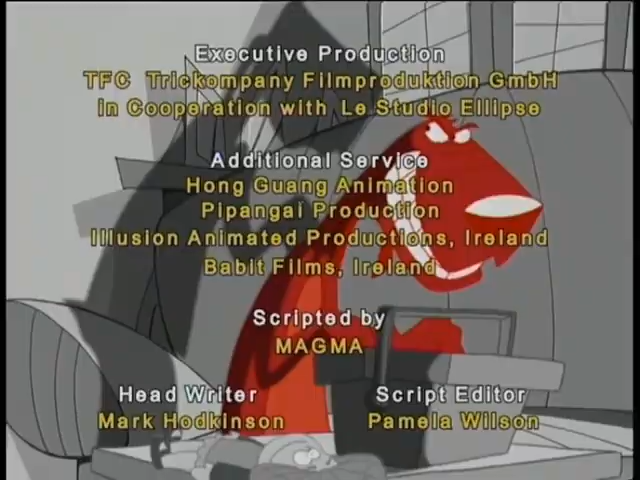 Executive Production
TFC Trickompany Filmproduktion GmbH
in Cooperation with Le Studio Ellipse
Additional Service
Hong Guang Animation
Pipangaï Production
Illusion Animated Productions, Ireland
Babit Films, Ireland
Scripted by
MAGMA
Head Writer
Mark Hodkinson
Script Editor
Pamela Wilson